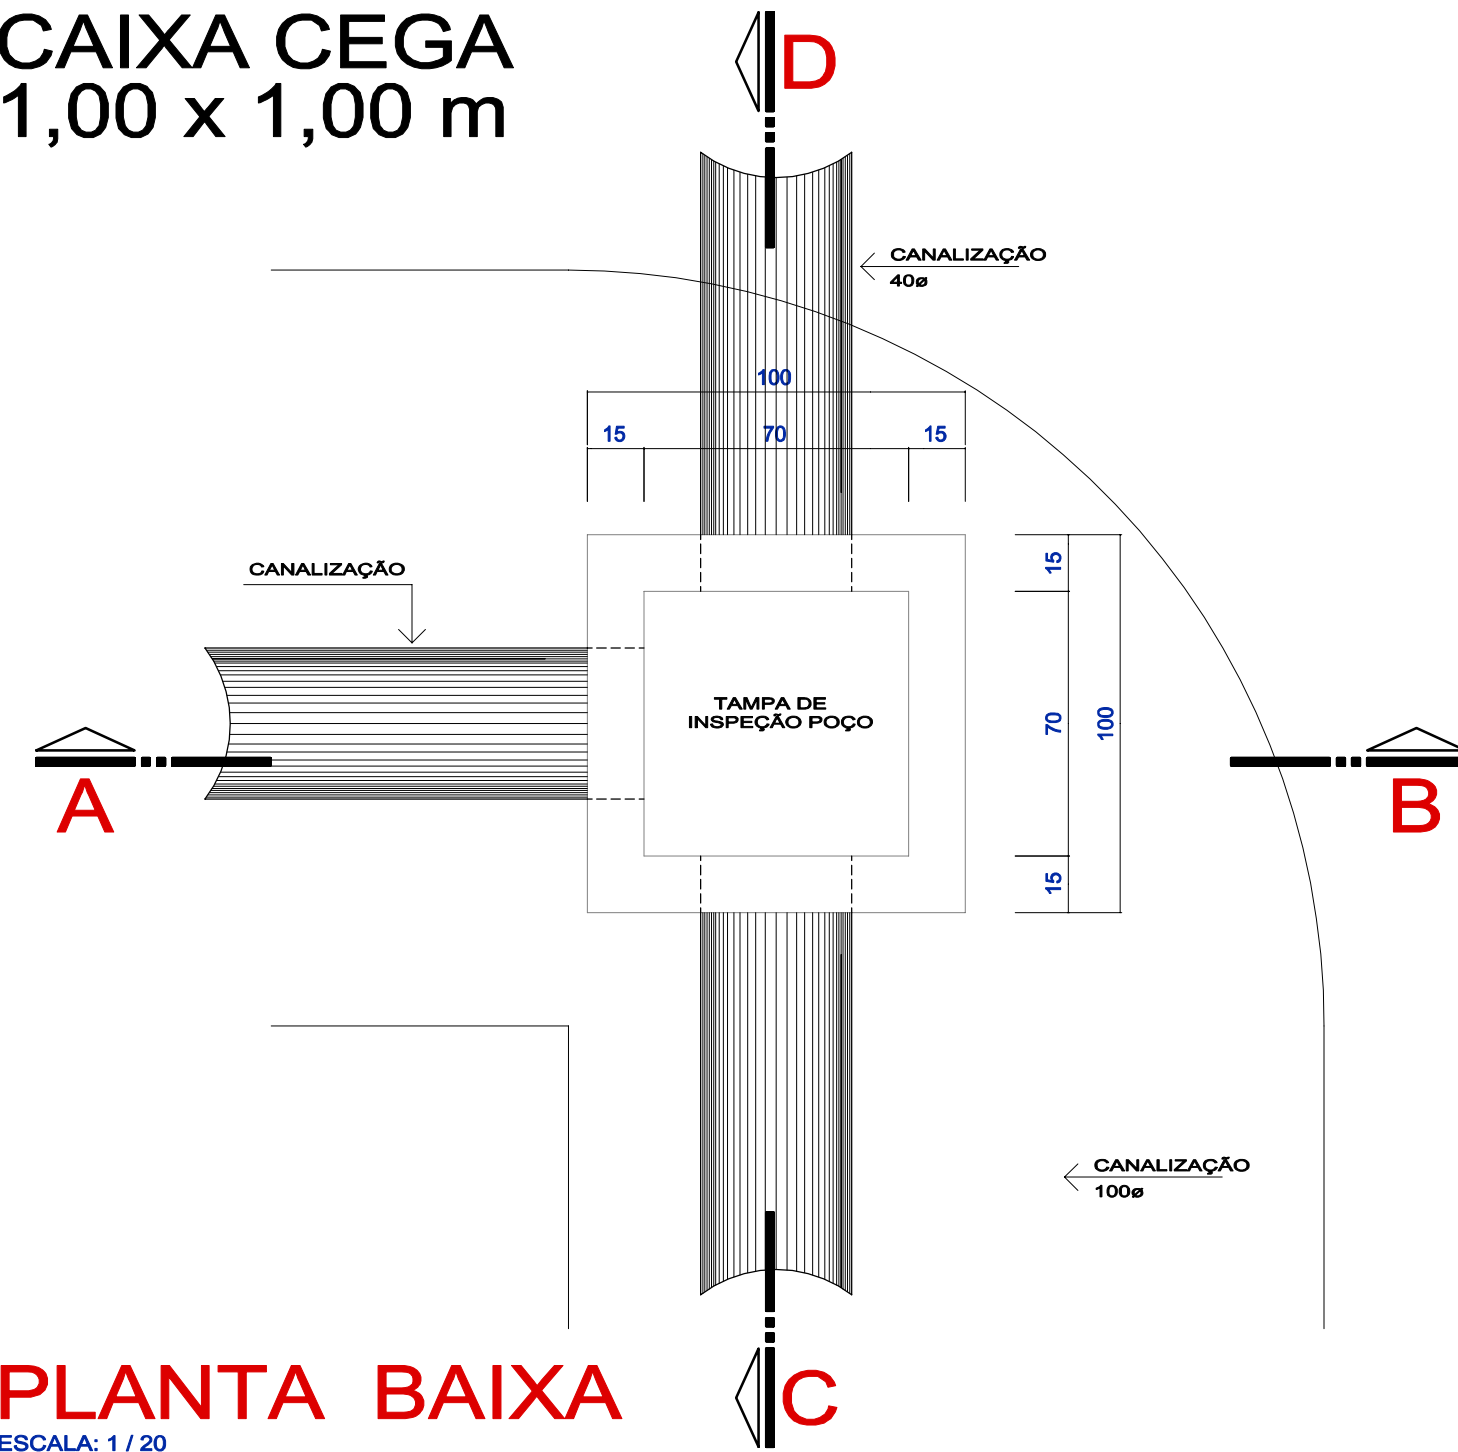 CAIXA CEGA
1,00 x 1,00 m
D
CANALIZAÇÃO
40ø
100
15 70 15
CANALIZAÇÃO
15
70
100
15
TAMPA DE
INSPEÇÃO POÇO
A
B
CANALIZAÇÃO
100ø
C
PLANTA BAIXA
ESCALA: 1 / 20